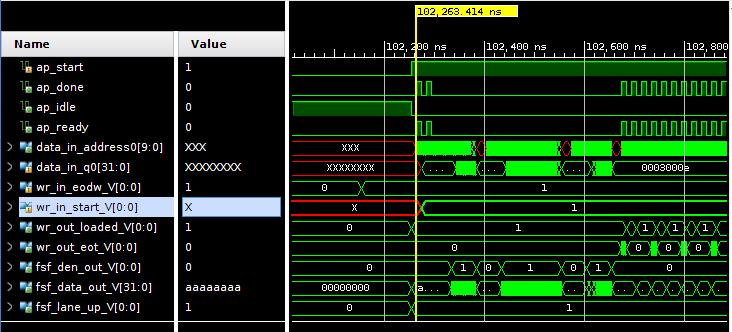 102,263.414 ns
Name Value
102,200 ns 102,400 ns 102,600 ns 102,800
ap_start 1
ap_done 0
ap_idle 0
ap_ready 0
data_in_address0[9:0] XXX XXX
data_in_q0[31:0] XXXXXXXX XXXXXXXX ... ... ... ... ... 0003000e
wr_in_eodw_V[0:0] 1 0 1
wr_in_start_V[0:0] X X 1
wr_out_loaded_V[0:0] 1 0 1 1 1 1
wr_out_eot_V[0:0] 0 0 0 0 0
fsf_den_out_V[0:0] 0 0 1 0 1 0 1 0
fsf_data_out_V[31:0] aaaaaaaa 00000000 a... ... ... ... ...
fsf_lane_up_V[0:0] 1 0 1